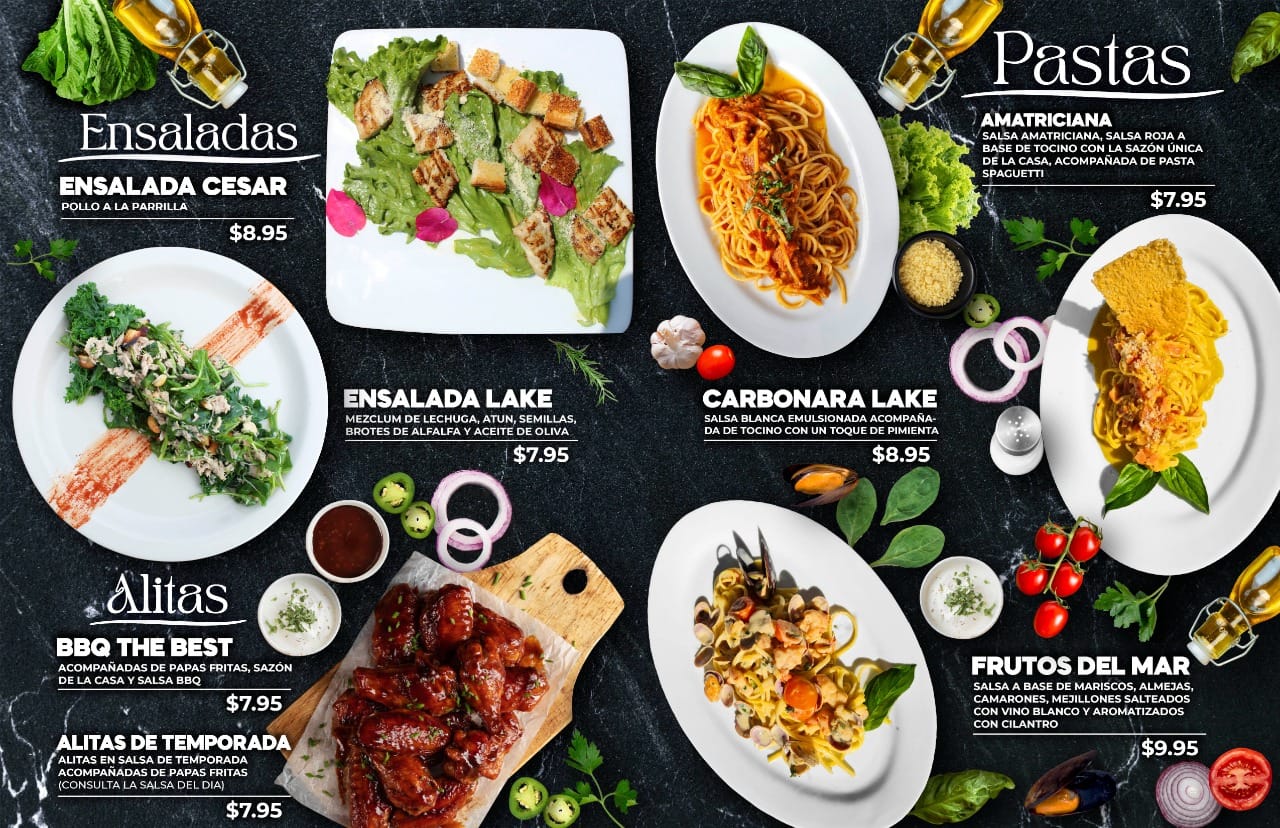 Ensaladas
ENSALADA CESAR
POLLO A LA PARRILLA
$8.95
ENSALADA LAKE
MEZCLUM DE LECHUGA, ATUN, SEMILLAS,
BROTES DE ALFALFA Y ACEITE DE OLIVA
$7.95
Alitas
BBQ THE BEST
ACOMPAÑADAS DE PAPAS FRITAS, SAZÓN
DE LA CASA Y SALSA BBQ
$7.95
ALITAS DE TEMPORADA
ALITAS EN SALSA DE TEMPORADA
ACOMPAÑADAS DE PAPAS FRITAS
(CONSULTA LA SALSA DEL DIA)
$7.95
Pastas
AMATRICIANA
SALSA AMATRICIANA, SALSA ROJA A
BASE DE TOCINO CON LA SAZÓN ÚNICA
DE LA CASA, ACOMPAÑADA DE PASTA
SPAGUETTI
$7.95
CARBONARA LAKE
SALSA BLANCA EMULSIONADA ACOMPAÑA-
DA DE TOCINO CON UN TOQUE DE PIMIENTA
$8.95
FRUTOS DEL MAR
SALSA A BASE DE MARISCOS, ALMEJAS,
CAMARONES, MEJILLONES SALTEADOS
CON VINO BLANCO Y AROMATIZADOS
CON CILANTRO
$9.95